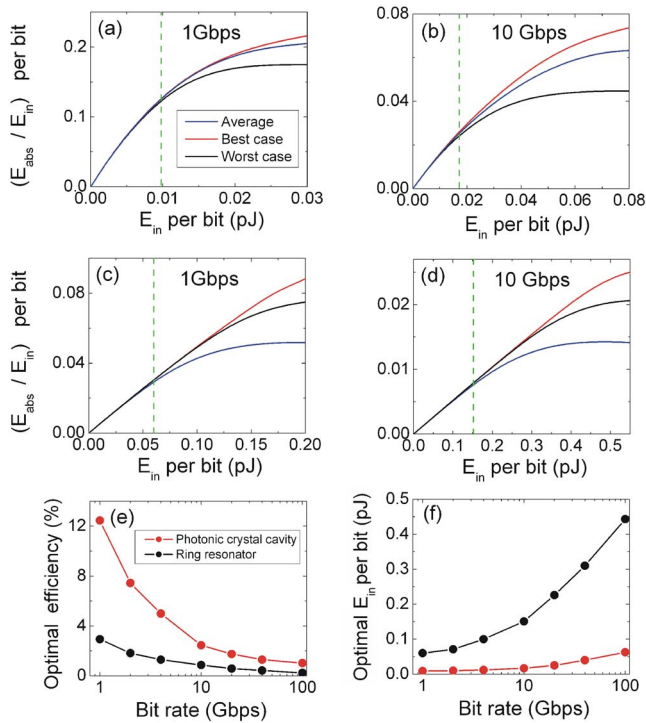 (a)
1Gbps
(E_abs / E_in) per bit
0.2
0.1
0.0
Average
Best case
Worst case
0.00 0.01 0.02 0.03
E_in per bit (pJ)
(b)
10 Gbps
0.08
0.04
0.00
0.00 0.02 0.04 0.06 0.08
E_in per bit (pJ)
(c)
1Gbps
(E_abs / E_in) per bit
0.08
0.04
0.00
0.00 0.05 0.10 0.15 0.20
E_in per bit (pJ)
(d)
10 Gbps
0.02
0.01
0.00
0.0 0.1 0.2 0.3 0.4 0.5
E_in per bit (pJ)
(e)
Optimal efficiency (%)
12
8
4
0
Photonic crystal cavity
Ring resonator
1 10 100
Bit rate (Gbps)
(f)
Optimal E_in per bit (pJ)
0.5
0.4
0.3
0.2
0.1
0.0
1 10 100
Bit rate (Gbps)